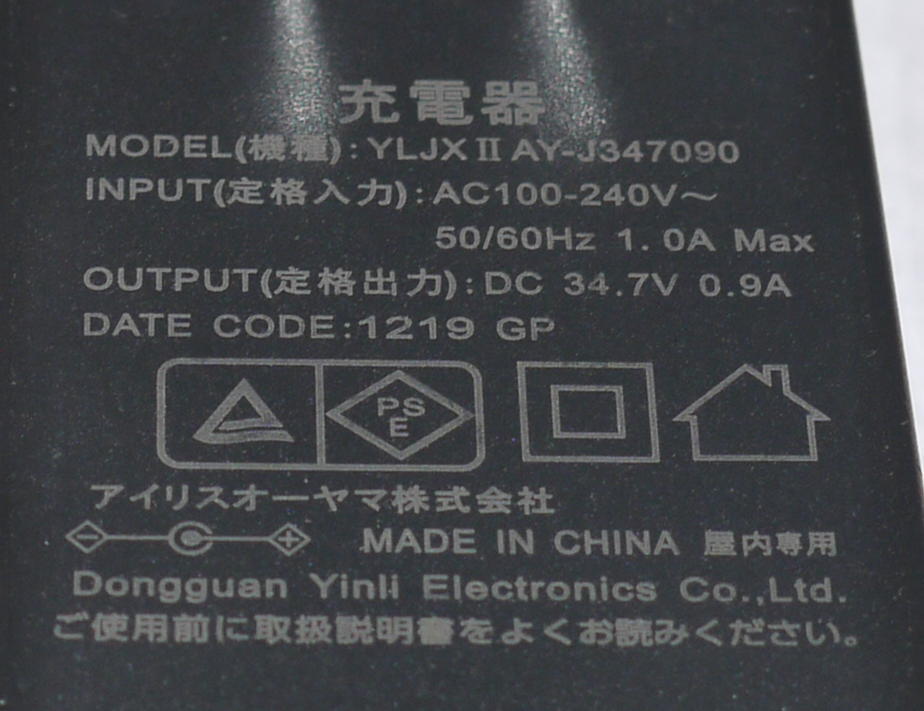 充電器
MODEL(機種):YLJXⅡAY-J347090
INPUT(定格入力):AC100-240V～
50/60Hz 1.0A Max
OUTPUT(定格出力):DC 34.7V 0.9A
DATE CODE:1219 GP
PS
E
アイリスオーヤマ株式会社
MADE IN CHINA 屋内専用
Dongguan Yinli Electronics Co.,Ltd.
ご使用前に取扱説明書をよくお読みください。